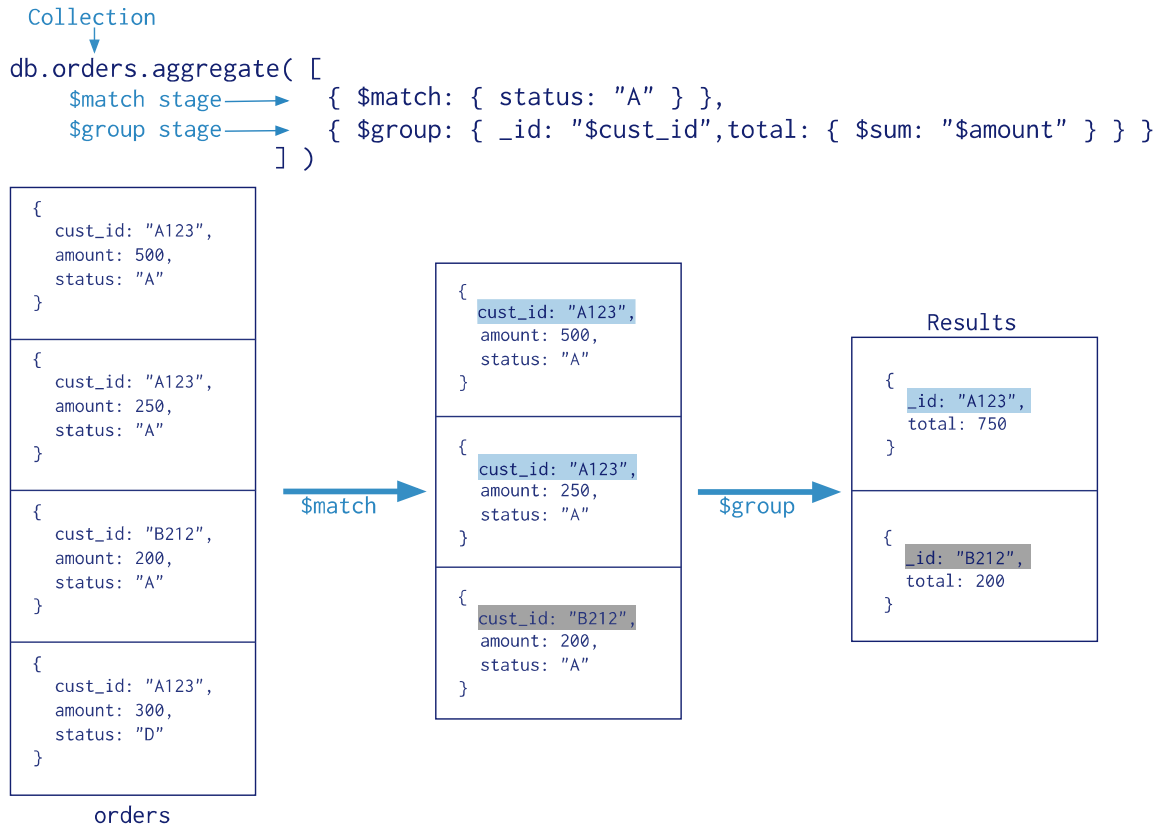 Collection
db.orders.aggregate( [
$match stage
{ $match: { status: "A" } },
$group stage
{ $group: { _id: "$cust_id",total: { $sum: "$amount" } } }
] )
{
cust_id: "A123",
amount: 500,
status: "A"
}
{
cust_id: "A123",
amount: 250,
status: "A"
}
{
cust_id: "B212",
amount: 200,
status: "A"
}
{
cust_id: "A123",
amount: 300,
status: "D"
}
orders
$match
{
cust_id: "A123",
amount: 500,
status: "A"
}
{
cust_id: "A123",
amount: 250,
status: "A"
}
{
cust_id: "B212",
amount: 200,
status: "A"
}
$group
Results
{
_id: "A123",
total: 750
}
{
_id: "B212",
total: 200
}